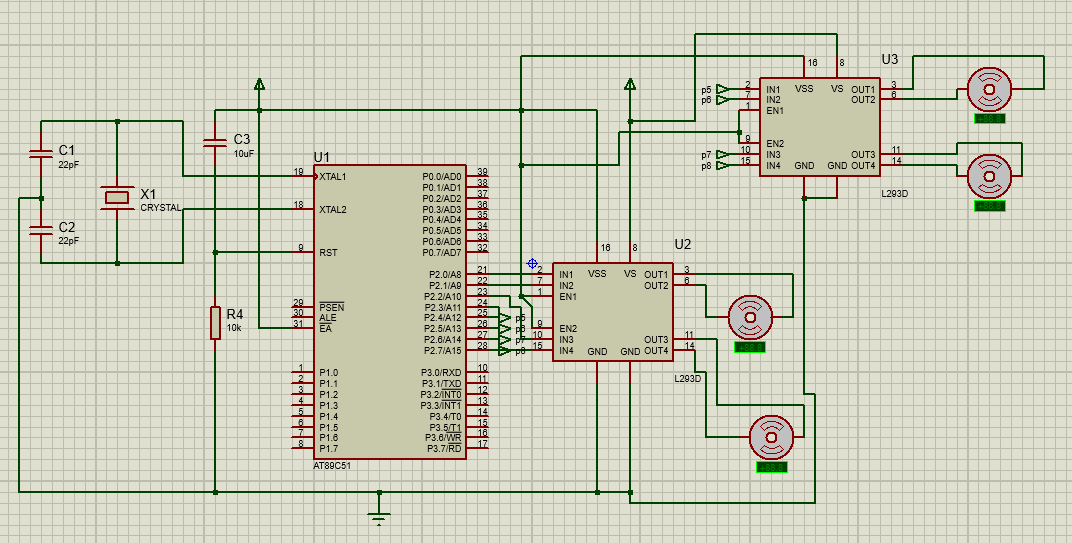 C1
22pF
C2
22pF
X1
CRYSTAL
C3
10uF
R4
10k
U1
19 XTAL1
18 XTAL2
9 RST
29 PSEN
30 ALE
31 EA
1 P1.0
2 P1.1
3 P1.2
4 P1.3
5 P1.4
6 P1.5
7 P1.6
8 P1.7
P0.0/AD0 39
P0.1/AD1 38
P0.2/AD2 37
P0.3/AD3 36
P0.4/AD4 35
P0.5/AD5 34
P0.6/AD6 33
P0.7/AD7 32
P2.0/A8 21
P2.1/A9 22
P2.2/A10 23
P2.3/A11 24
P2.4/A12 25
P2.5/A13 26
P2.6/A14 27
P2.7/A15 28
P3.0/RXD 10
P3.1/TXD 11
P3.2/INT0 12
P3.3/INT1 13
P3.4/T0 14
P3.5/T1 15
P3.6/WR 16
P3.7/RD 17
AT89C51
p5
p6
p7
p8
U2
16 8
2 IN1 VSS VS OUT1 3
7 IN2 OUT2 6
1 EN1
9 EN2
10 IN3 OUT3 11
15 IN4 GND GND OUT4 14
L293D
U3
16 8
p5 2 IN1 VSS VS OUT1 3
p6 7 IN2 OUT2 6
1 EN1
9 EN2
p7 10 IN3 OUT3 11
p8 15 IN4 GND GND OUT4 14
L293D